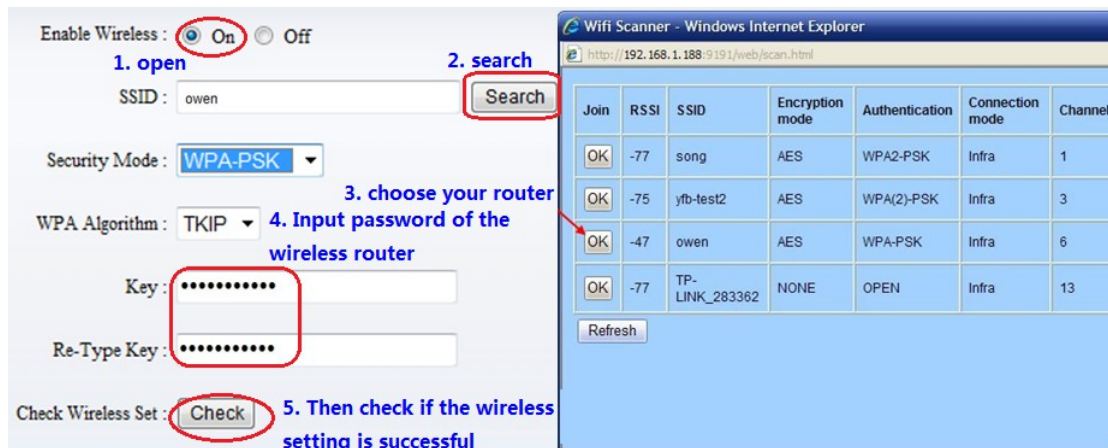 Enable Wireless : On Off
1. open
2. search
SSID : owen Search
Security Mode : WPA-PSK
3. choose your router
WPA Algorithm : TKIP
4. Input password of the
wireless router
Key : •••••••••••
Re-Type Key : •••••••••••
Check Wireless Set : Check
5. Then check if the wireless
setting is successful
Wifi Scanner - Windows Internet Explorer
http://192.168.1.188:9191/web/scan.html
Join RSSI SSID Encryption mode Authentication Connection mode Channel
OK -77 song AES WPA2-PSK Infra 1
OK -75 yfb-test2 AES WPA(2)-PSK Infra 3
OK -47 owen AES WPA-PSK Infra 6
OK -77 TP-LINK_283362 NONE OPEN Infra 13
Refresh